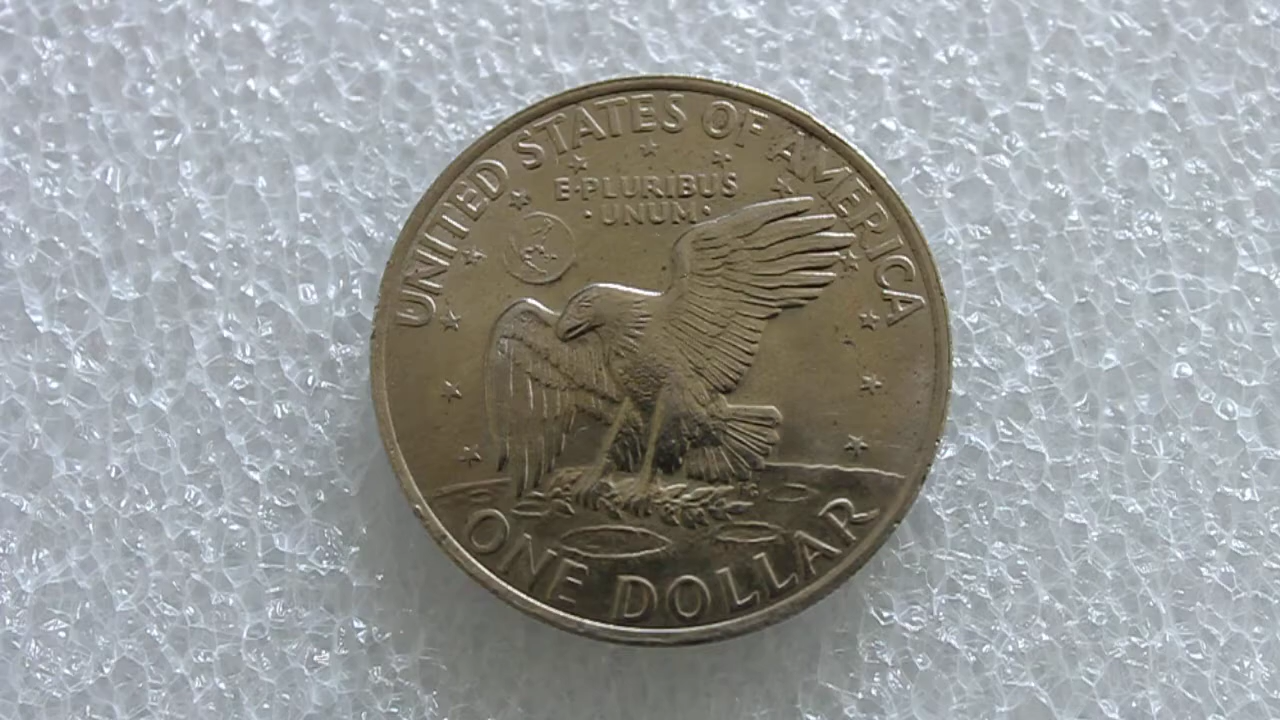 UNITED STATES OF AMERICA
E·PLURIBUS
·UNUM·
ONE DOLLAR